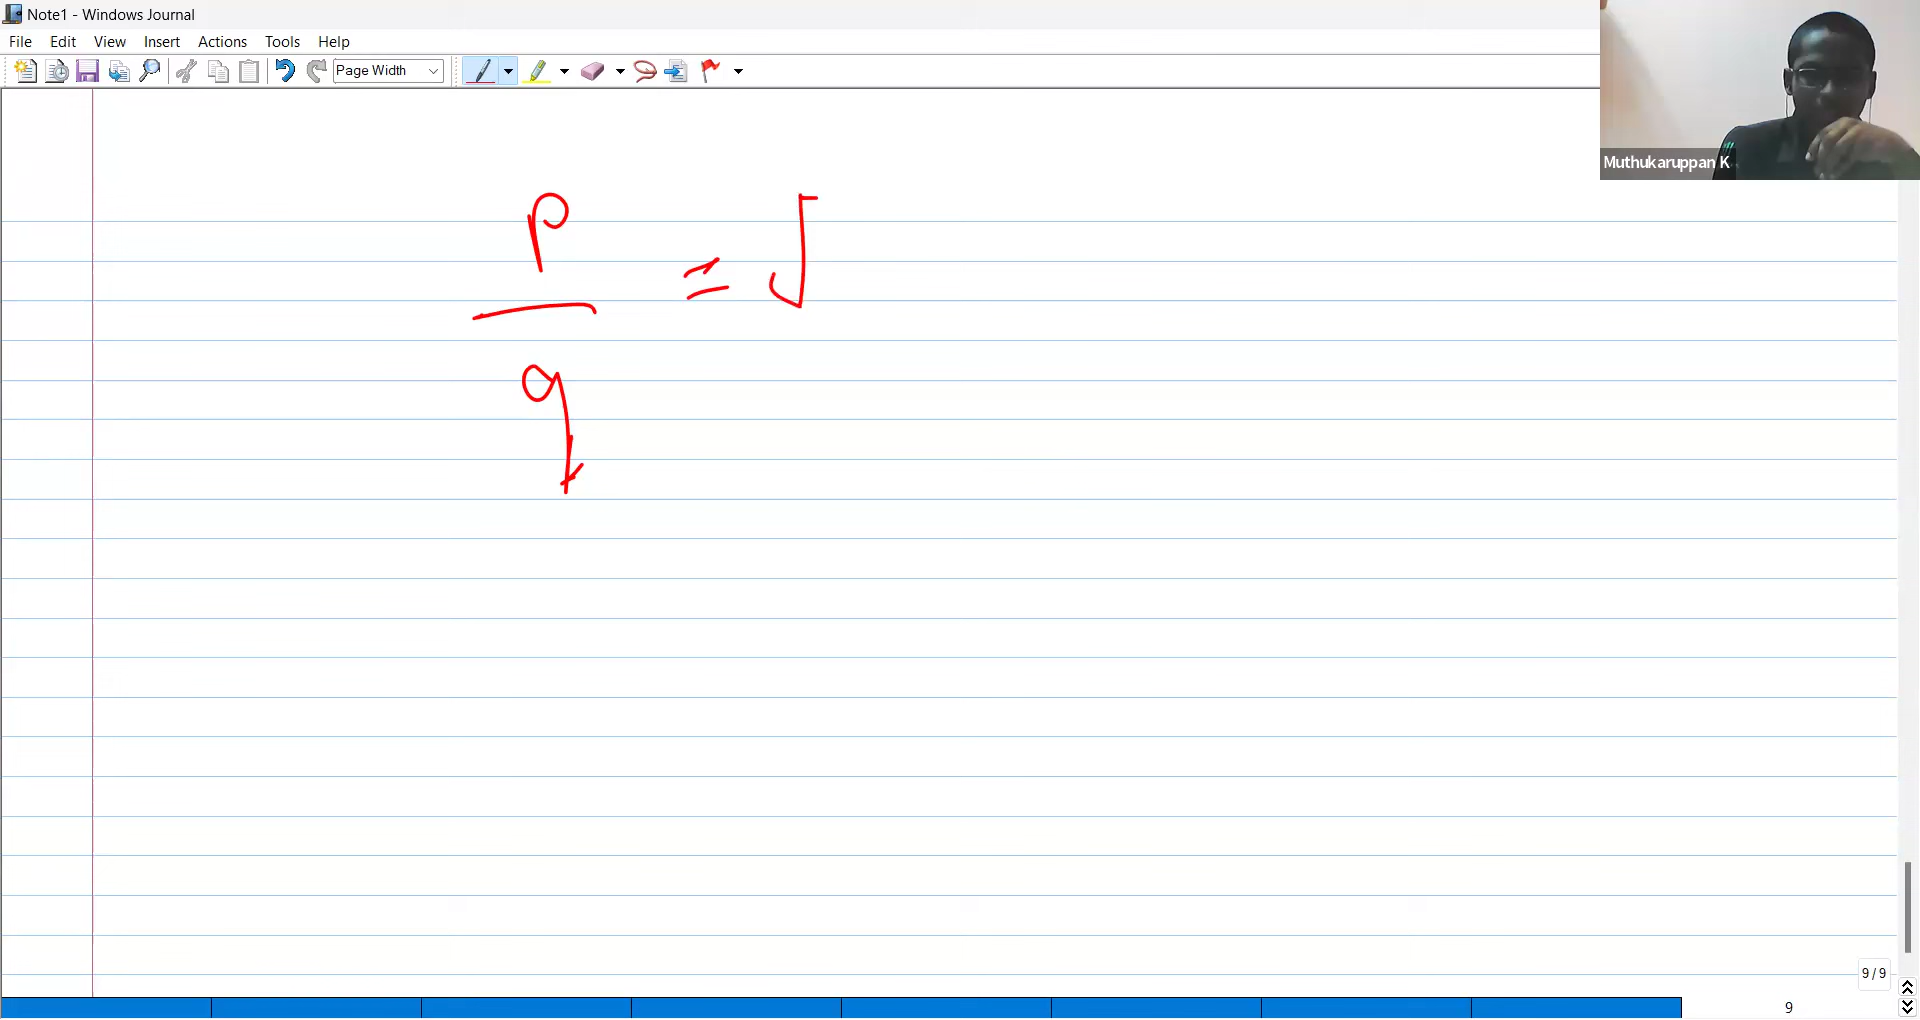 Note1 - Windows Journal
File Edit View Insert Actions Tools Help
Page Width
Muthukaruppan K
p
= √
q
9 / 9
9